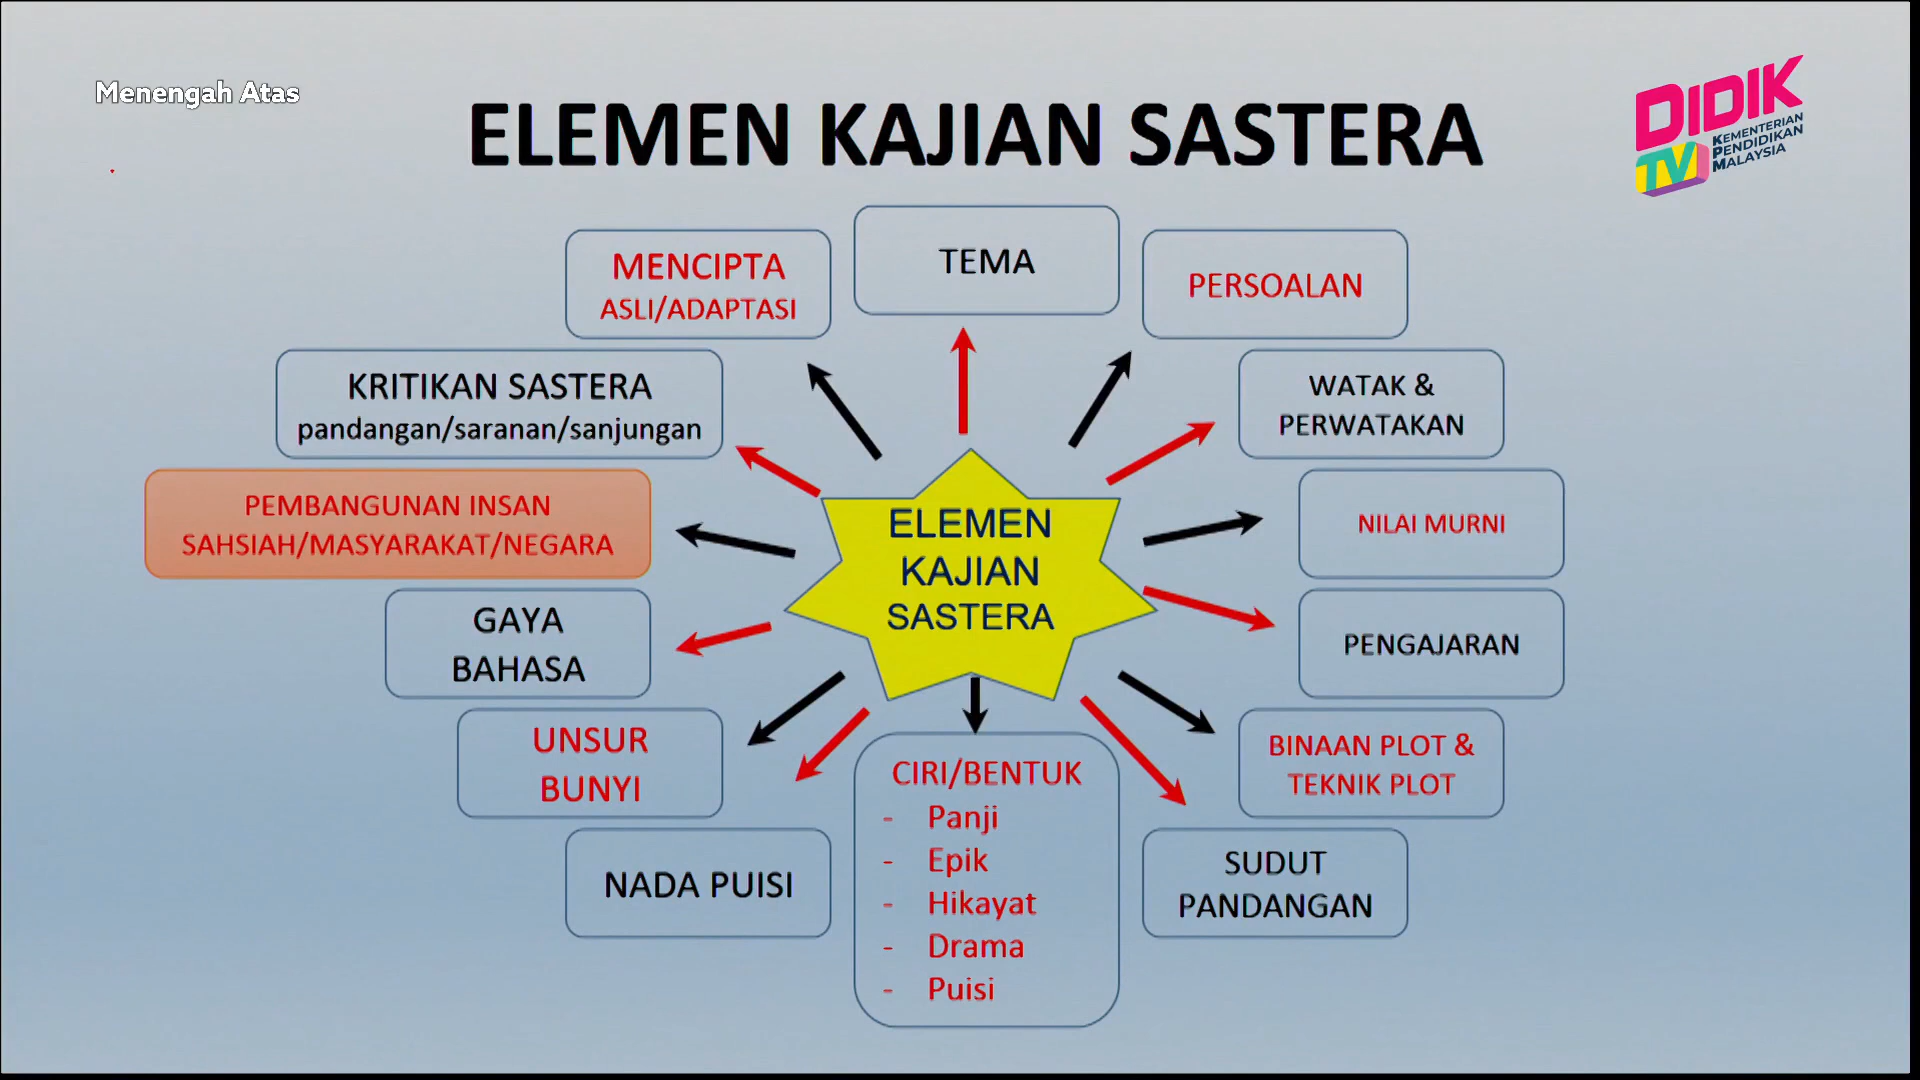 Menengah Atas
ELEMEN KAJIAN SASTERA
DIDIK
TV
KEMENTERIAN
PENDIDIKAN
MALAYSIA
TEMA
MENCIPTA
ASLI/ADAPTASI
PERSOALAN
KRITIKAN SASTERA
pandangan/saranan/sanjungan
WATAK &
PERWATAKAN
PEMBANGUNAN INSAN
SAHSIAH/MASYARAKAT/NEGARA
ELEMEN
KAJIAN
SASTERA
NILAI MURNI
GAYA
BAHASA
PENGAJARAN
UNSUR
BUNYI
BINAAN PLOT &
TEKNIK PLOT
NADA PUISI
CIRI/BENTUK
- Panji
- Epik
- Hikayat
- Drama
- Puisi
SUDUT
PANDANGAN